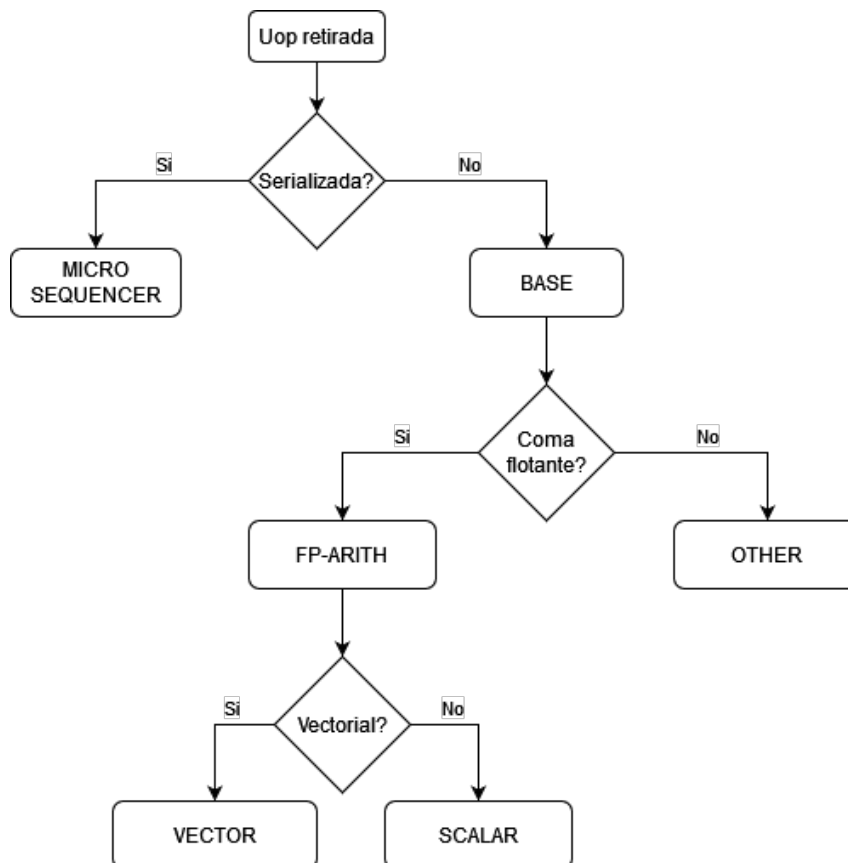 Uop retirada
Si
Serializada?
No
MICRO
SEQUENCER
BASE
Si
Coma
flotante?
No
FP-ARITH
OTHER
Si
Vectorial?
No
VECTOR
SCALAR